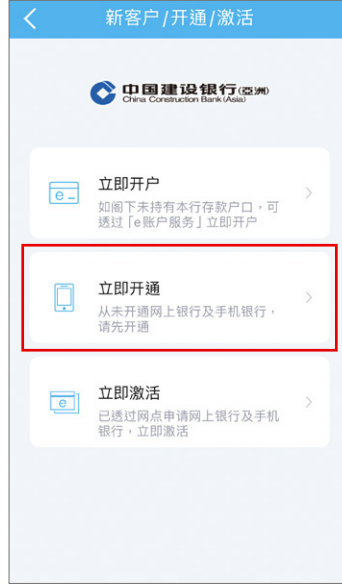 新客户/开通/激活
中国建设银行(亞洲)
China Construction Bank (Asia)
立即开户
如阁下未持有本行存款户口，可
透过「e账户服务」立即开户
立即开通
从未开通网上银行及手机银行，
请先开通
立即激活
已透过网点申请网上银行及手机
银行，立即激活